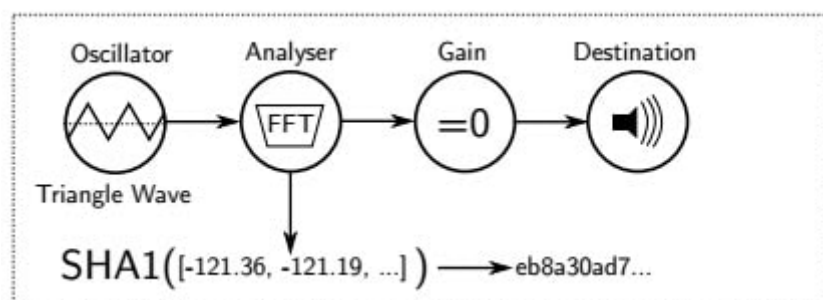 Oscillator Analyser Gain Destination
FFT =0
Triangle Wave
SHA1([-121.36, -121.19, ...]) eb8a30ad7...